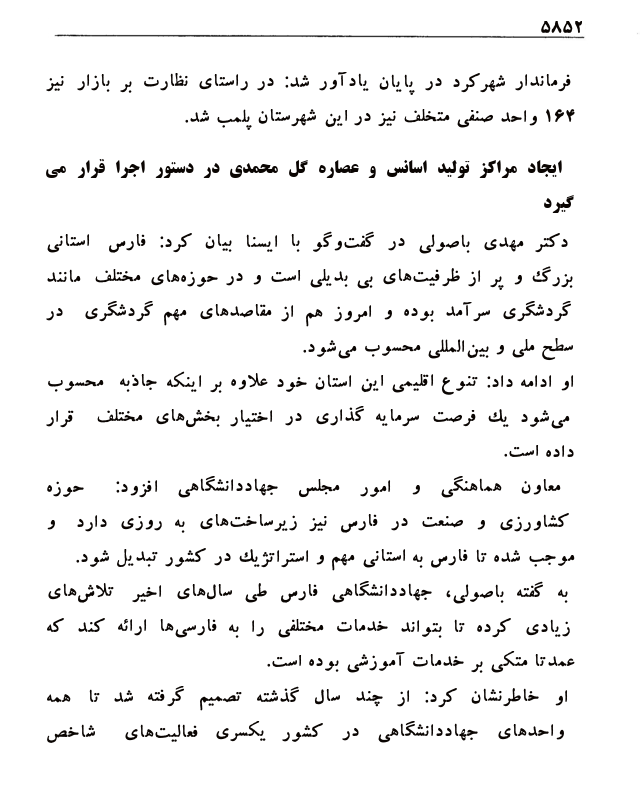 ۵۸۵۲
فرماندار شهرکرد در پایان یادآور شد: در راستای نظارت بر بازار نیز
۱۶۴ واحد صنفی متخلف نیز در این شهرستان پلمب شد.
ایجاد مراکز تولید اسانس و عصاره گل محمدی در دستور اجرا قرار می
گیرد
دکتر مهدی باصولی در گفت‌وگو با ایسنا بیان کرد: فارس استانی
بزرگ و پر از ظرفیت‌های بی بدیلی است و در حوزه‌های مختلف مانند
گردشگری سرآمد بوده و امروز هم از مقاصدهای مهم گردشگری در
سطح ملی و بین‌المللی محسوب می‌شود.
او ادامه داد: تنوع اقلیمی این استان خود علاوه بر اینکه جاذبه محسوب
می‌شود یك فرصت سرمایه گذاری در اختیار بخش‌های مختلف قرار
داده است.
معاون هماهنگی و امور مجلس جهاددانشگاهی افزود: حوزه
کشاورزی و صنعت در فارس نیز زیرساخت‌های به روزی دارد و
موجب شده تا فارس به استانی مهم و استراتژیك در کشور تبدیل شود.
به گفته باصولی، جهاددانشگاهی فارس طی سال‌های اخیر تلاش‌های
زیادی کرده تا بتواند خدمات مختلفی را به فارسی‌ها ارائه کند که
عمدتا متکی بر خدمات آموزشی بوده است.
او خاطرنشان کرد: از چند سال گذشته تصمیم گرفته شد تا همه
واحدهای جهاددانشگاهی در کشور یکسری فعالیت‌های شاخص